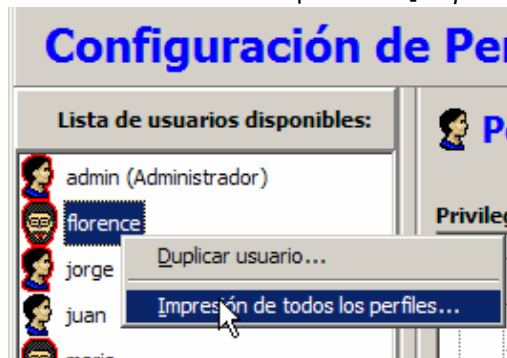 Configuración de Pe
Lista de usuarios disponibles:
P
admin (Administrador)
florence
Privile
jorge
Duplicar usuario...
juan
Impresión de todos los perfiles...